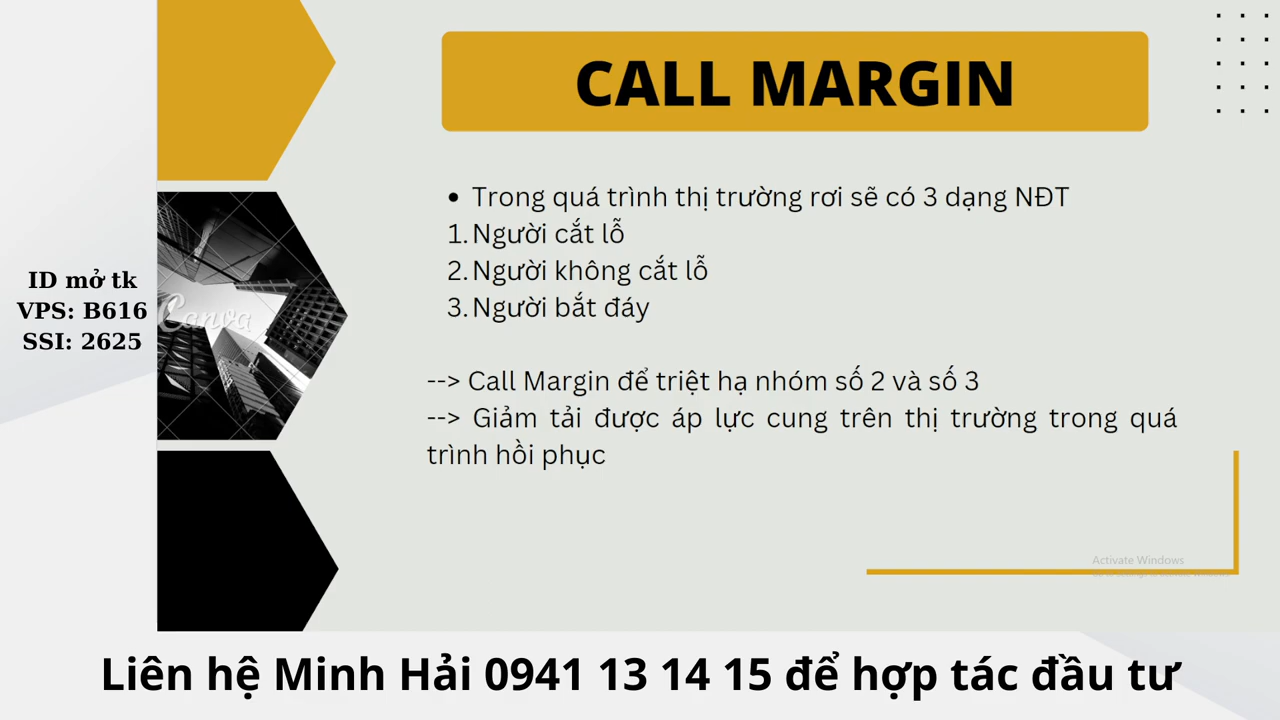 CALL MARGIN
• Trong quá trình thị trường rơi sẽ có 3 dạng NĐT
1. Người cắt lỗ
2. Người không cắt lỗ
3. Người bắt đáy
--> Call Margin để triệt hạ nhóm số 2 và số 3
--> Giảm tải được áp lực cung trên thị trường trong quá
trình hồi phục
ID mở tk
VPS: B616
SSI: 2625
Canva
Activate Windows
Liên hệ Minh Hải 0941 13 14 15 để hợp tác đầu tư